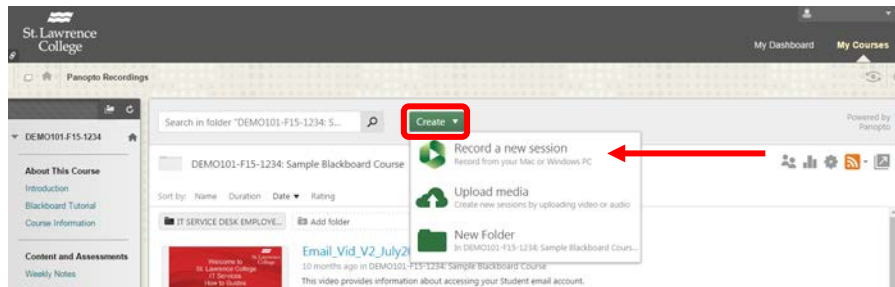 St. Lawrence
College
My Dashboard
My Courses
Panopto Recordings
Search in folder "DEMO101-F15-1234: S...
Create
Powered by
Panopto
DEMO101-F15-1234
Record a new session
Record from your Mac or Windows PC
DEMO101-F15-1234: Sample Blackboard Course
About This Course
Upload media
Create new sessions by uploading video or audio
Introduction
Sort by: Name Duration Date Rating
Blackboard Tutorial
IT SERVICE DESK EMPLOYE...
Add folder
New Folder
In DEMO101-F15-1234: Sample Blackboard Cours...
Course Information
Email_Vid_V2_July2
Content and Assessments
Welcome to
St. Lawrence College
IT Services
How to Guides
10 months ago in DEMO101-F15-1234: Sample Blackboard Course
Weekly Notes
This video provides information about accessing your Student email account.